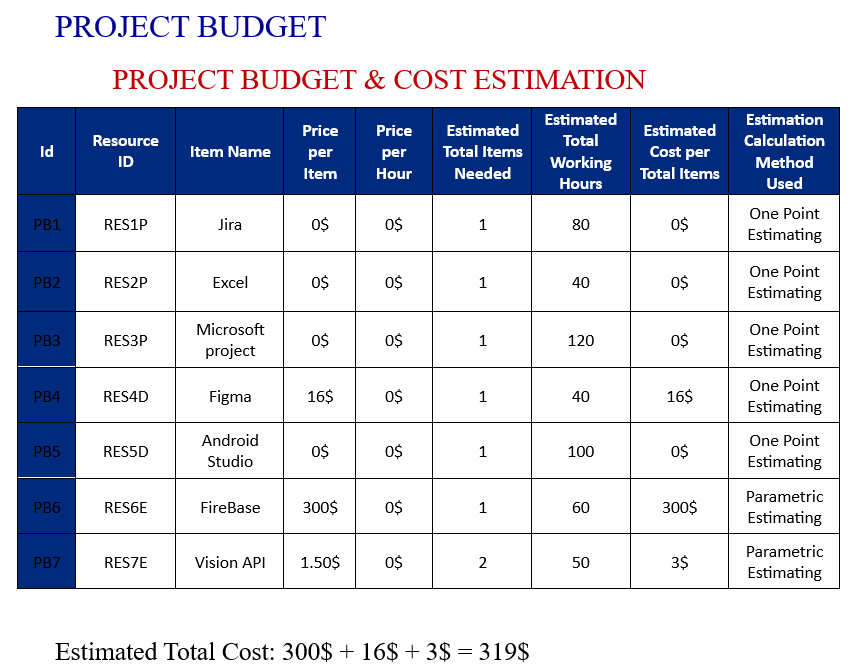 PROJECT BUDGET
PROJECT BUDGET & COST ESTIMATION
Id Resource ID Item Name Price per Item Price per Hour Estimated Total Items Needed Estimated Total Working Hours Estimated Cost per Total Items Estimation Calculation Method Used
PB1 RES1P Jira 0$ 0$ 1 80 0$ One Point Estimating
PB2 RES2P Excel 0$ 0$ 1 40 0$ One Point Estimating
PB3 RES3P Microsoft project 0$ 0$ 1 120 0$ One Point Estimating
PB4 RES4D Figma 16$ 0$ 1 40 16$ One Point Estimating
PB5 RES5D Android Studio 0$ 0$ 1 100 0$ One Point Estimating
PB6 RES6E FireBase 300$ 0$ 1 60 300$ Parametric Estimating
PB7 RES7E Vision API 1.50$ 0$ 2 50 3$ Parametric Estimating
Estimated Total Cost: 300$ + 16$ + 3$ = 319$